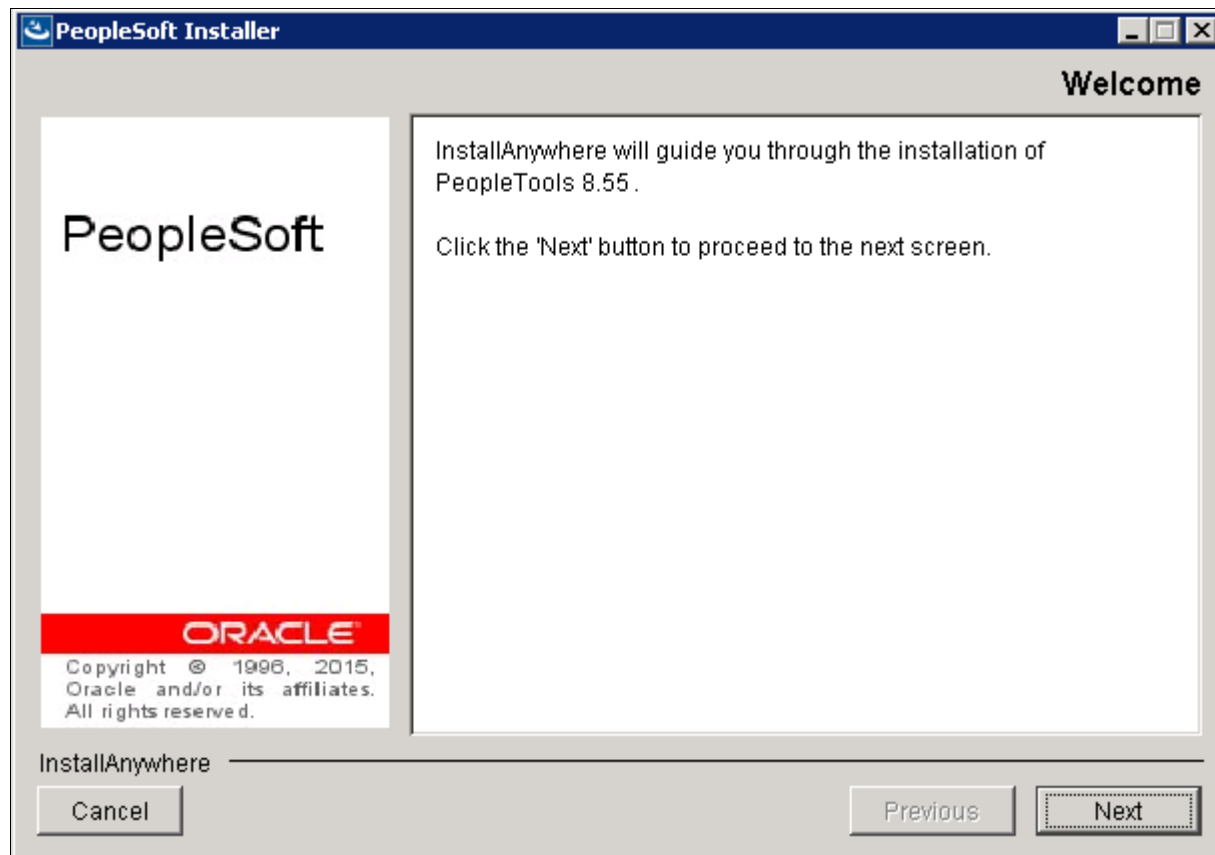 PeopleSoft Installer
Welcome
PeopleSoft
ORACLE
Copyright © 1996, 2015,
Oracle and/or its affiliates.
All rights reserved.
InstallAnywhere will guide you through the installation of
PeopleTools 8.55 .
Click the 'Next' button to proceed to the next screen.
InstallAnywhere
Cancel
Previous
Next